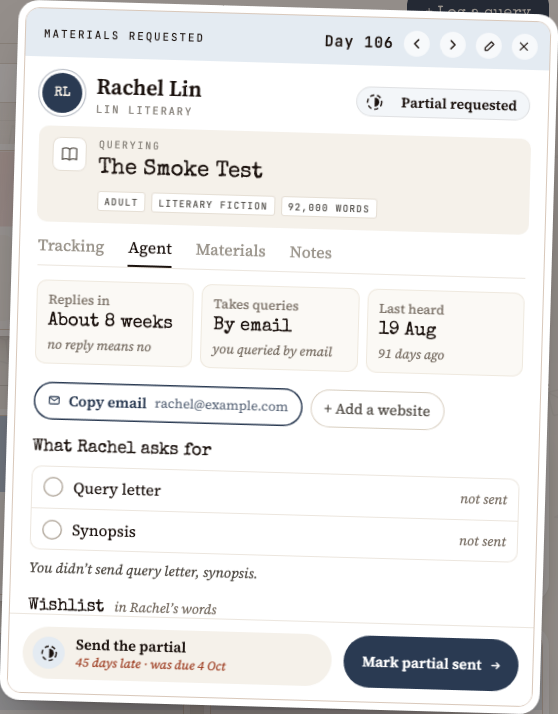 + Log a query
MATERIALS REQUESTED
Day 106
RL
Rachel Lin
LIN LITERARY
Partial requested
QUERYING
The Smoke Test
ADULT
LITERARY FICTION
92,000 WORDS
Tracking
Agent
Materials
Notes
Replies in
About 8 weeks
no reply means no
Takes queries
By email
you queried by email
Last heard
19 Aug
91 days ago
Copy email rachel@example.com
+ Add a website
What Rachel asks for
Query letter
not sent
Synopsis
not sent
You didn't send query letter, synopsis.
Wishlist in Rachel's words
Send the partial
45 days late · was due 4 Oct
Mark partial sent →